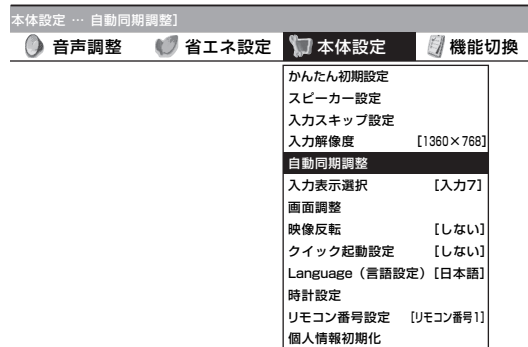 本体設定 … 自動同期調整]
音声調整 省エネ設定 本体設定 機能切換
かんたん初期設定
スピーカー設定
入力スキップ設定
入力解像度 [1360×768]
自動同期調整
入力表示選択 [入力7]
画面調整
映像反転 [しない]
クイック起動設定 [しない]
Language（言語設定）[日本語]
時計設定
リモコン番号設定 [リモコン番号1]
個人情報初期化